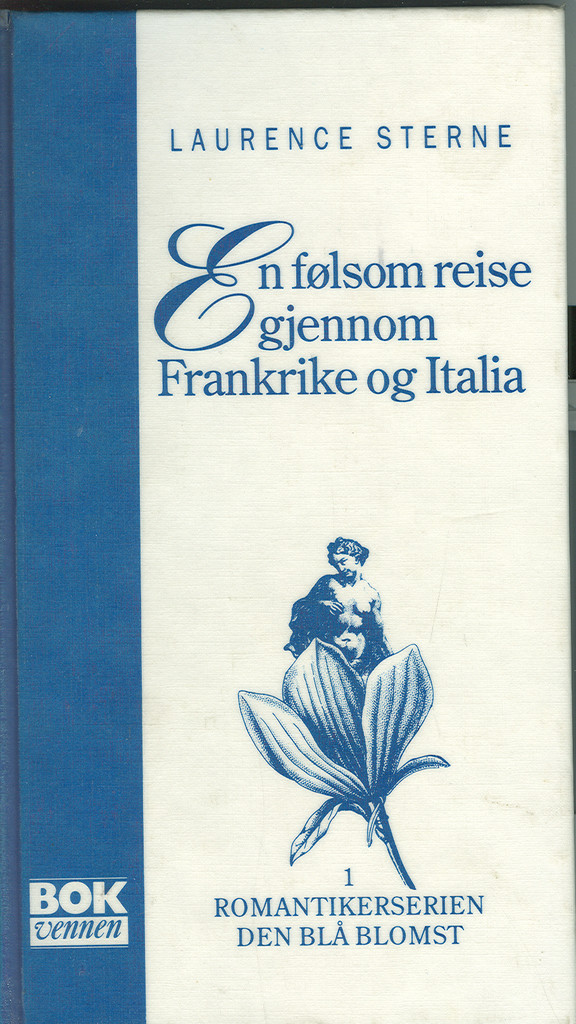 LAURENCE STERNE
En følsom reise
gjennom
Frankrike og Italia
1
ROMANTIKERSERIEN
DEN BLÅ BLOMST
BOK
vennen